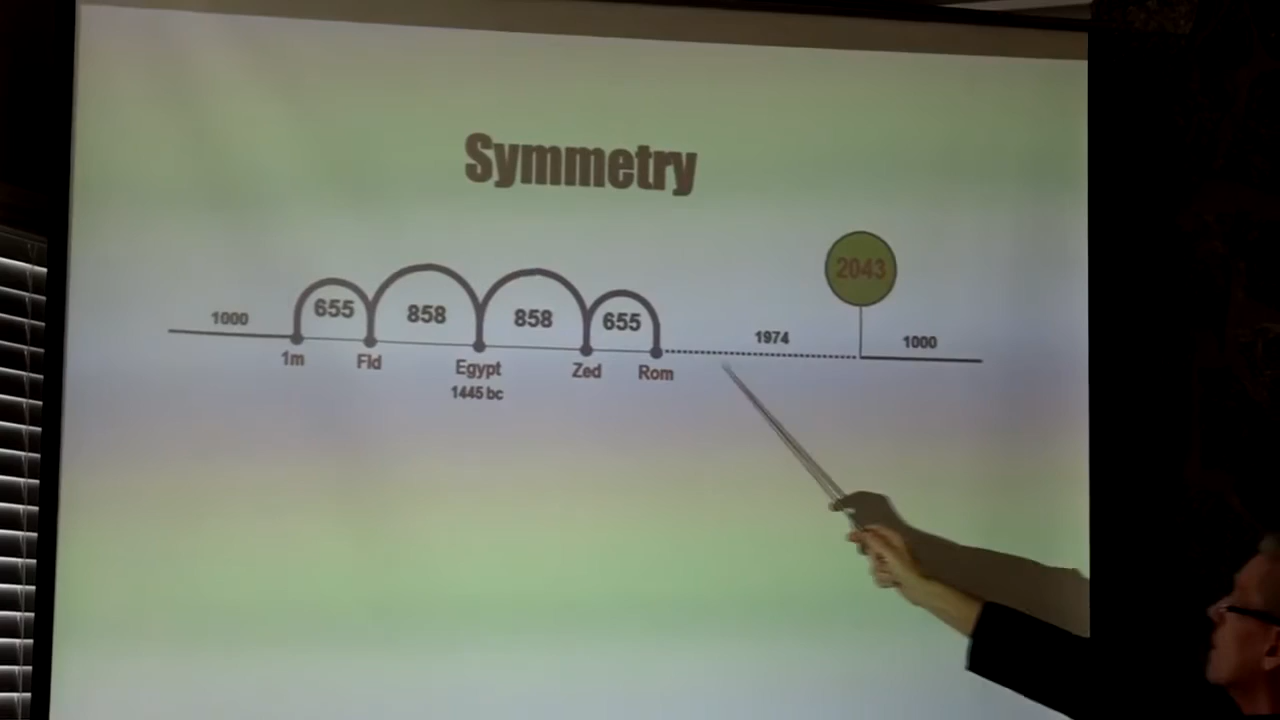 Symmetry
2043
1000 655 858 858 655 1974 1000
1m Fld Egypt Zed Rom
1445 bc